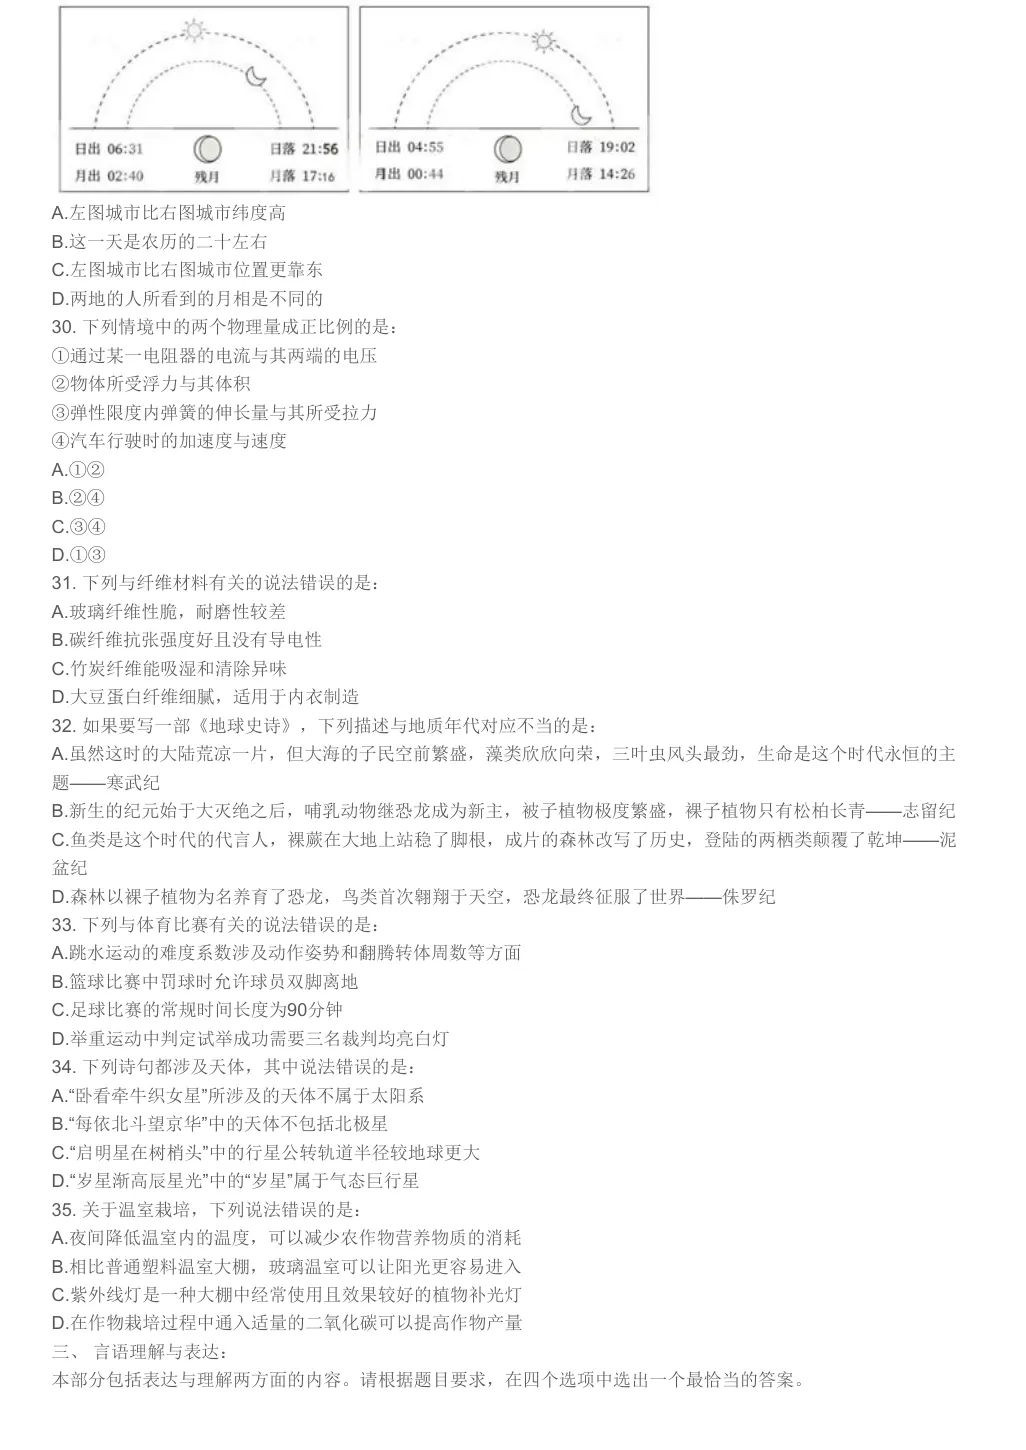 日出 06:31 日落 21:56
月出 02:40 残月 月落 17:16
日出 04:55 日落 19:02
月出 00:44 残月 月落 14:26
A.左图城市比右图城市纬度高
B.这一天是农历的二十左右
C.左图城市比右图城市位置更靠东
D.两地的人所看到的月相是不同的
30. 下列情境中的两个物理量成正比例的是:
①通过某一电阻器的电流与其两端的电压
②物体所受浮力与其体积
③弹性限度内弹簧的伸长量与其所受拉力
④汽车行驶时的加速度与速度
A.①②
B.②④
C.③④
D.①③
31. 下列与纤维材料有关的说法错误的是:
A.玻璃纤维性脆，耐磨性较差
B.碳纤维抗张强度好且没有导电性
C.竹炭纤维能吸湿和清除异味
D.大豆蛋白纤维细腻，适用于内衣制造
32. 如果要写一部《地球史诗》，下列描述与地质年代对应不当的是:
A.虽然这时的大陆荒凉一片，但大海的子民空前繁盛，藻类欣欣向荣，三叶虫风头最劲，生命是这个时代永恒的主
题——寒武纪
B.新生的纪元始于大灭绝之后，哺乳动物继恐龙成为新主，被子植物极度繁盛，裸子植物只有松柏长青——志留纪
C.鱼类是这个时代的代言人，裸蕨在大地上站稳了脚根，成片的森林改写了历史，登陆的两栖类颠覆了乾坤——泥
盆纪
D.森林以裸子植物为名养育了恐龙，鸟类首次翱翔于天空，恐龙最终征服了世界——侏罗纪
33. 下列与体育比赛有关的说法错误的是:
A.跳水运动的难度系数涉及动作姿势和翻腾转体周数等方面
B.篮球比赛中罚球时允许球员双脚离地
C.足球比赛的常规时间长度为90分钟
D.举重运动中判定试举成功需要三名裁判均亮白灯
34. 下列诗句都涉及天体，其中说法错误的是:
A.“卧看牵牛织女星”所涉及的天体不属于太阳系
B.“每依北斗望京华”中的天体不包括北极星
C.“启明星在树梢头”中的行星公转轨道半径较地球更大
D.“岁星渐高辰星光”中的“岁星”属于气态巨行星
35. 关于温室栽培，下列说法错误的是:
A.夜间降低温室内的温度，可以减少农作物营养物质的消耗
B.相比普通塑料温室大棚，玻璃温室可以让阳光更容易进入
C.紫外线灯是一种大棚中经常使用且效果较好的植物补光灯
D.在作物栽培过程中通入适量的二氧化碳可以提高作物产量
三、 言语理解与表达:
本部分包括表达与理解两方面的内容。请根据题目要求，在四个选项中选出一个最恰当的答案。